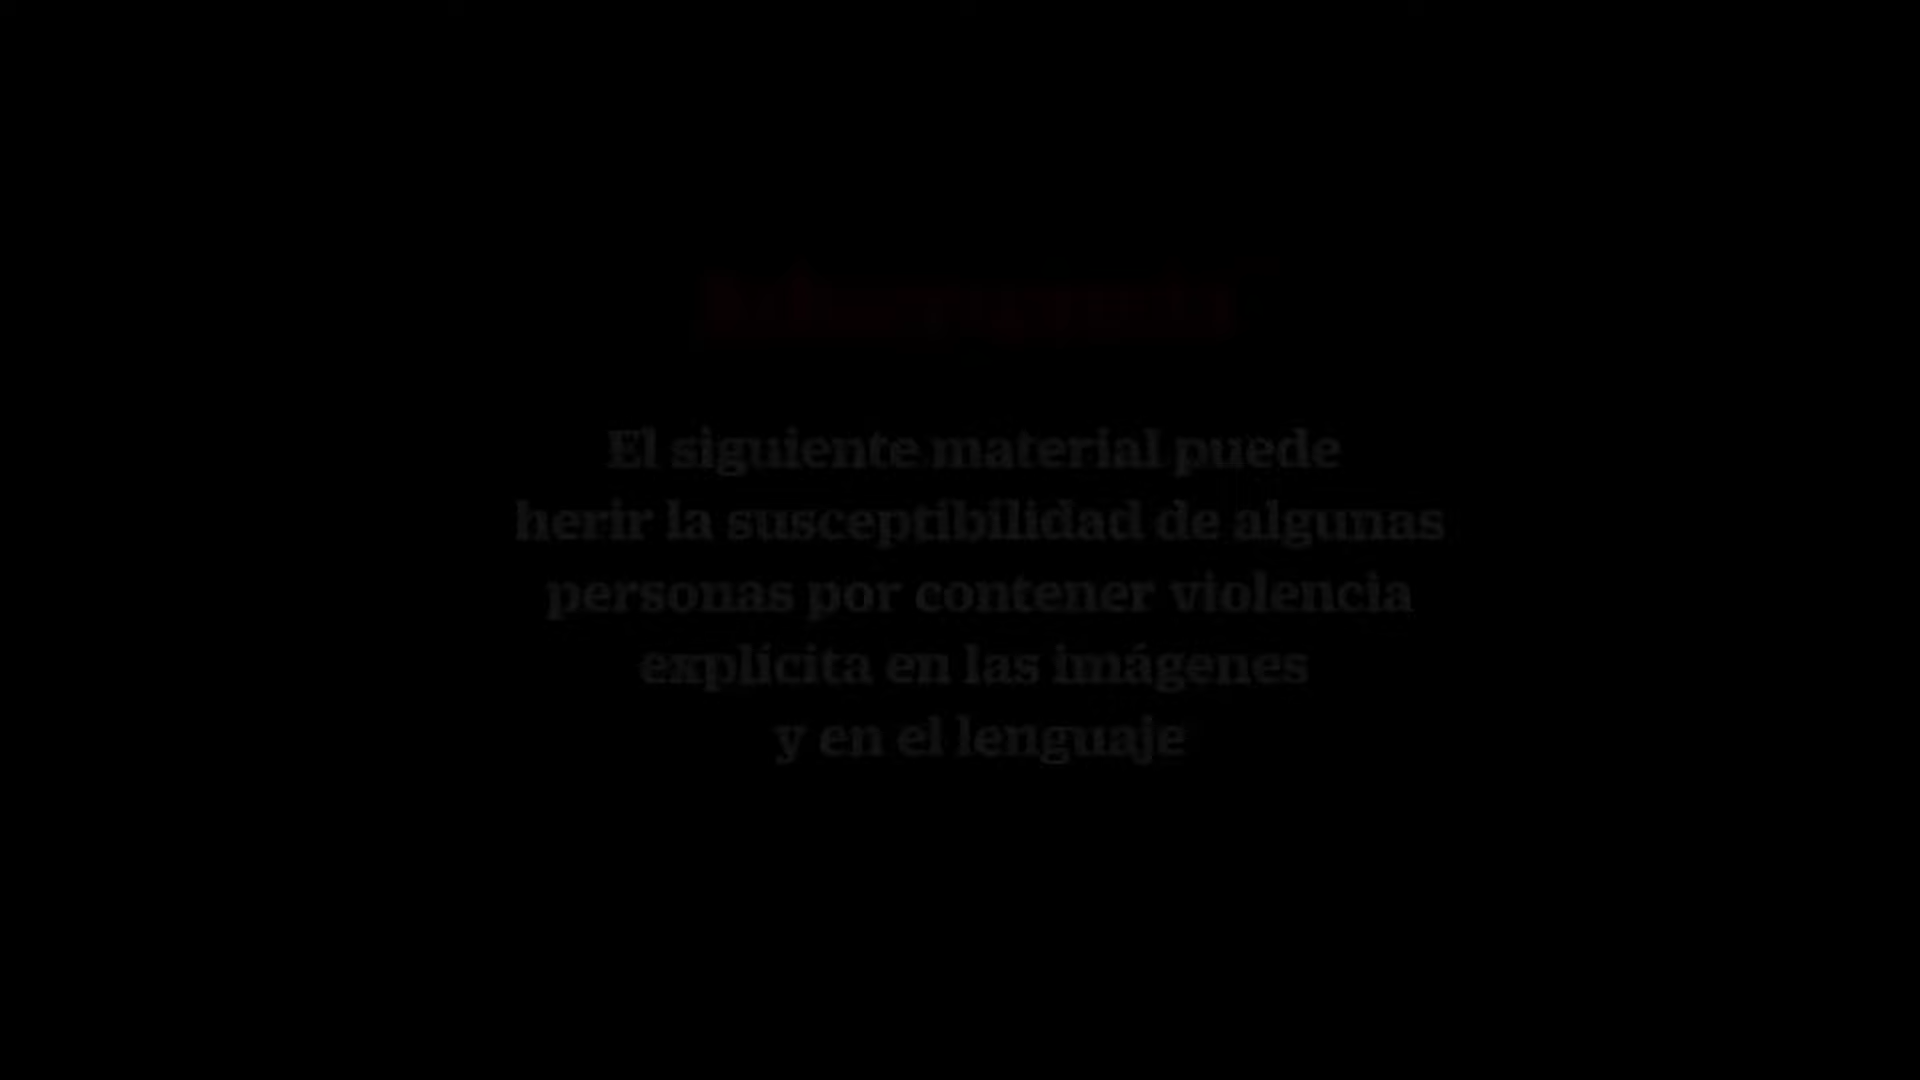 El siguiente material puede
herir la susceptibilidad de algunas
personas por contener violencia
explícita en las imágenes
y en el lenguaje